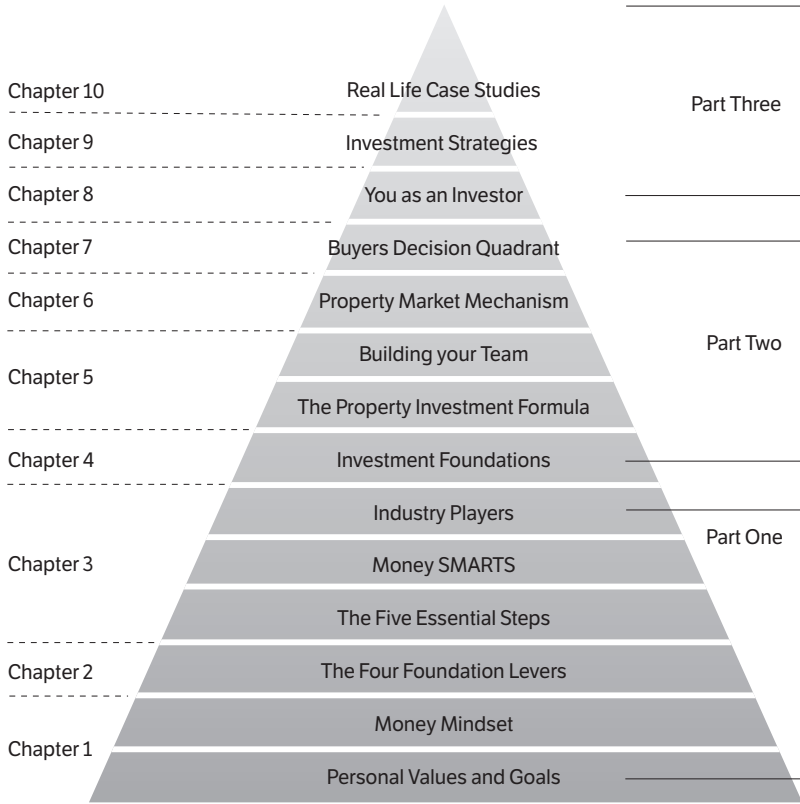 Chapter 10
Real Life Case Studies
Part Three
Chapter 9
Investment Strategies
Chapter 8
You as an Investor
Chapter 7
Buyers Decision Quadrant
Chapter 6
Property Market Mechanism
Building your Team
Part Two
Chapter 5
The Property Investment Formula
Chapter 4
Investment Foundations
Industry Players
Part One
Chapter 3
Money SMARTS
The Five Essential Steps
Chapter 2
The Four Foundation Levers
Money Mindset
Chapter 1
Personal Values and Goals